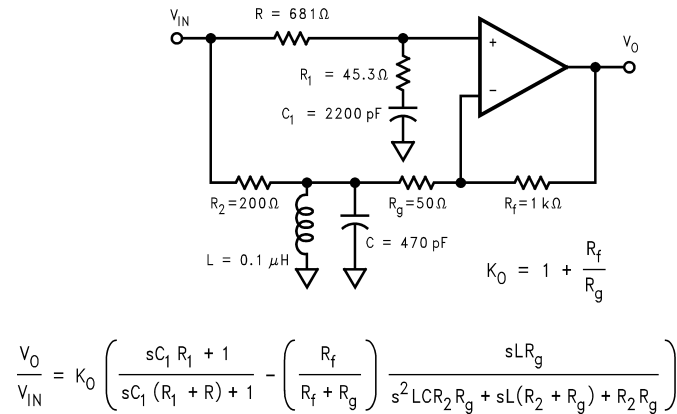 V_IN
R = 681Ω
V_O
+
R_1 = 45.3Ω
−
C_1 = 2200 pF
R_2=200Ω
R_g=50Ω
R_f=1 kΩ
L = 0.1 μH
C = 470 pF
K_O = 1 + R_f / R_g
V_O / V_IN = K_O ( (sC_1 R_1 + 1) / (sC_1 (R_1 + R) + 1) − ( R_f / (R_f + R_g) ) sLR_g / (s^2 LCR_2 R_g + sL(R_2 + R_g) + R_2 R_g) )